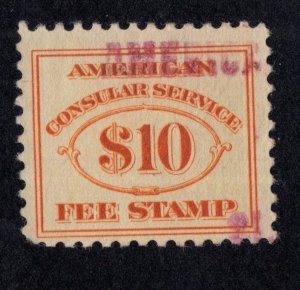 AMERICAN
CONSULAR SERVICE
$10
FEE STAMP